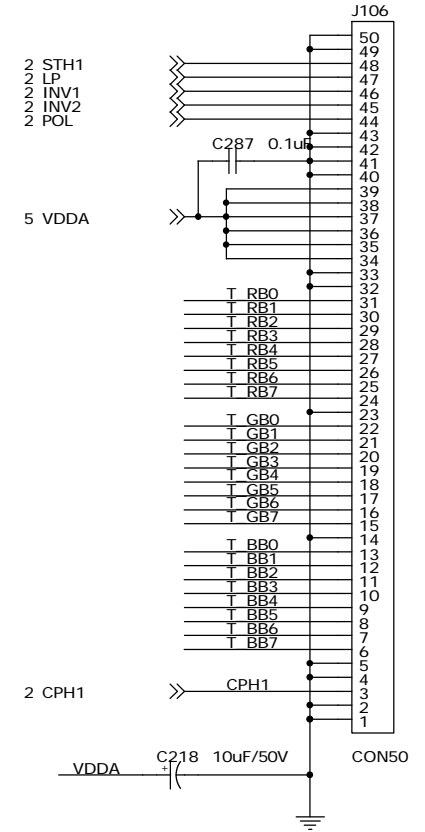 J106
50
49
2 STH1 48
2 LP 47
2 INV1 46
2 INV2 45
2 POL 44
43
C287 0.1uF 42
41
40
39
38
5 VDDA 37
36
35
34
33
32
T_RB0 31
T_RB1 30
T_RB2 29
T_RB3 28
T_RB4 27
T_RB5 26
T_RB6 25
T_RB7 24
23
T_GB0 22
T_GB1 21
T_GB2 20
T_GB3 19
T_GB4 18
T_GB5 17
T_GB6 16
T_GB7 15
14
T_BB0 13
T_BB1 12
T_BB2 11
T_BB3 10
T_BB4 9
T_BB5 8
T_BB6 7
T_BB7 6
5
4
2 CPH1 CPH1 3
2
1
C218 10uF/50V CON50
VDDA +